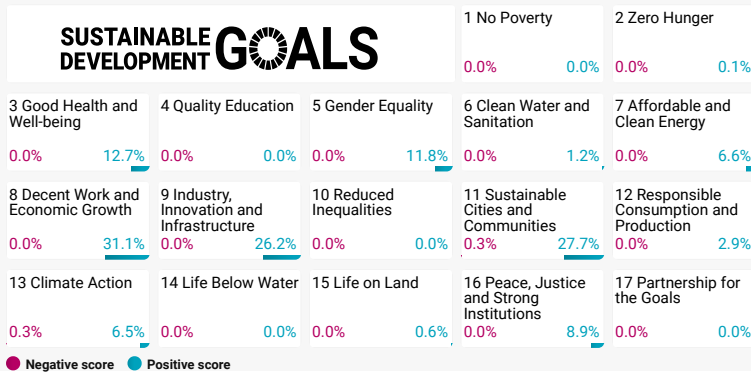 SUSTAINABLE
DEVELOPMENT
GOALS
1 No Poverty
0.0% 0.0%
2 Zero Hunger
0.0% 0.1%
3 Good Health and
Well-being
0.0% 12.7%
4 Quality Education
0.0% 0.0%
5 Gender Equality
0.0% 11.8%
6 Clean Water and
Sanitation
0.0% 1.2%
7 Affordable and
Clean Energy
0.0% 6.6%
8 Decent Work and
Economic Growth
0.0% 31.1%
9 Industry,
Innovation and
Infrastructure
0.0% 26.2%
10 Reduced
Inequalities
0.0% 0.0%
11 Sustainable
Cities and
Communities
0.3% 27.7%
12 Responsible
Consumption and
Production
0.0% 2.9%
13 Climate Action
0.3% 6.5%
14 Life Below Water
0.0% 0.0%
15 Life on Land
0.0% 0.6%
16 Peace, Justice
and Strong
Institutions
0.0% 8.9%
17 Partnership for
the Goals
0.0% 0.0%
Negative score Positive score